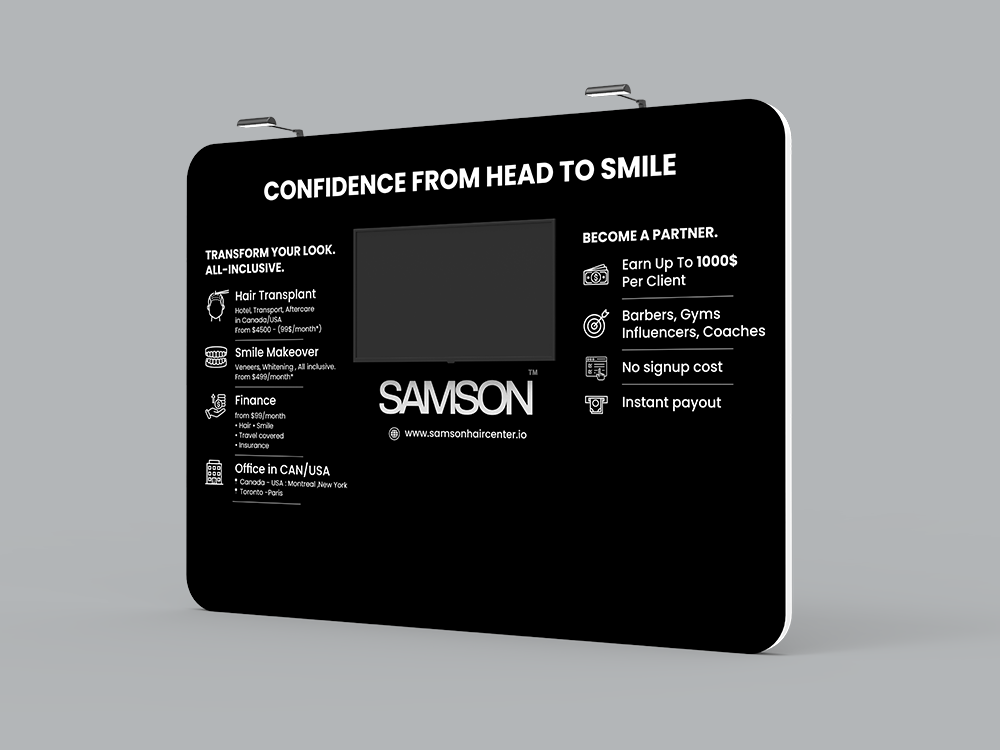 CONFIDENCE FROM HEAD TO SMILE
TRANSFORM YOUR LOOK.
ALL-INCLUSIVE.
Hair Transplant
Hotel, Transport, Aftercare
in Canada/USA
From $4500 - (99$/month*)
Smile Makeover
Veneers, Whitening , All inclusive.
From $499/month*
Finance
from $99/month
• Hair • Smile
• Travel covered
• Insurance
Office in CAN/USA
• Canada - USA : Montreal ,New York
• Toronto -Paris
SAMSON TM
www.samsonhaircenter.io
BECOME A PARTNER.
Earn Up To 1000$
Per Client
Barbers, Gyms
Influencers, Coaches
No signup cost
Instant payout